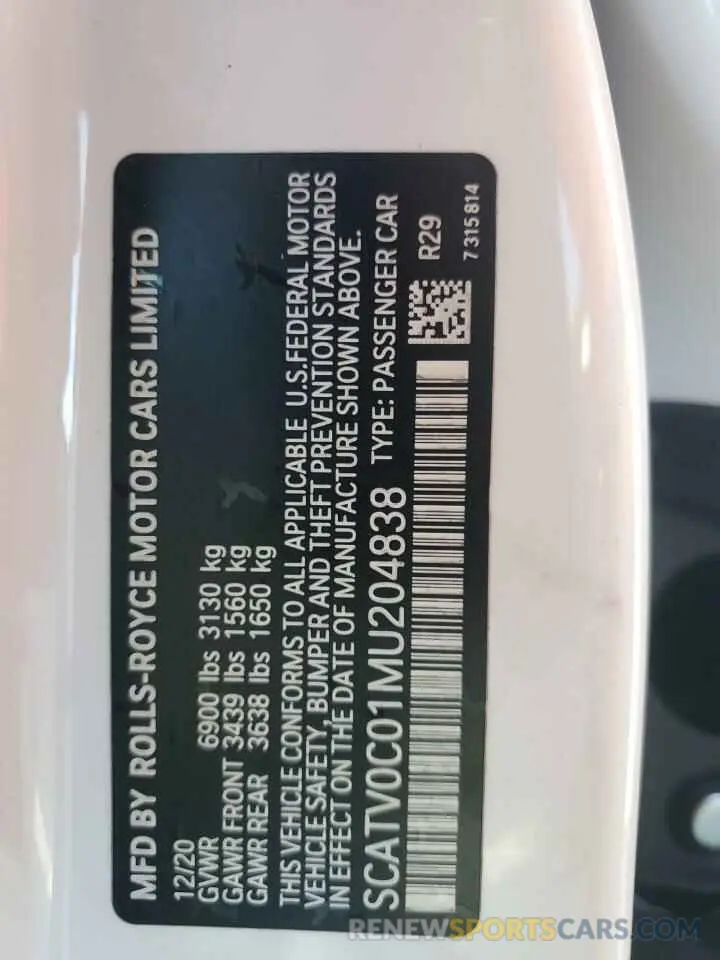 MFD BY ROLLS-ROYCE MOTOR CARS LIMITED
12/20
GVWR 6900 lbs 3130 kg
GAWR FRONT 3439 lbs 1560 kg
GAWR REAR 3638 lbs 1650 kg
THIS VEHICLE CONFORMS TO ALL APPLICABLE U.S.FEDERAL MOTOR
VEHICLE SAFETY, BUMPER AND THEFT PREVENTION STANDARDS
IN EFFECT ON THE DATE OF MANUFACTURE SHOWN ABOVE.
SCATV0C01MU204838 TYPE: PASSENGER CAR
R29
7 315 814
RENEWSPORTSCARS.COM